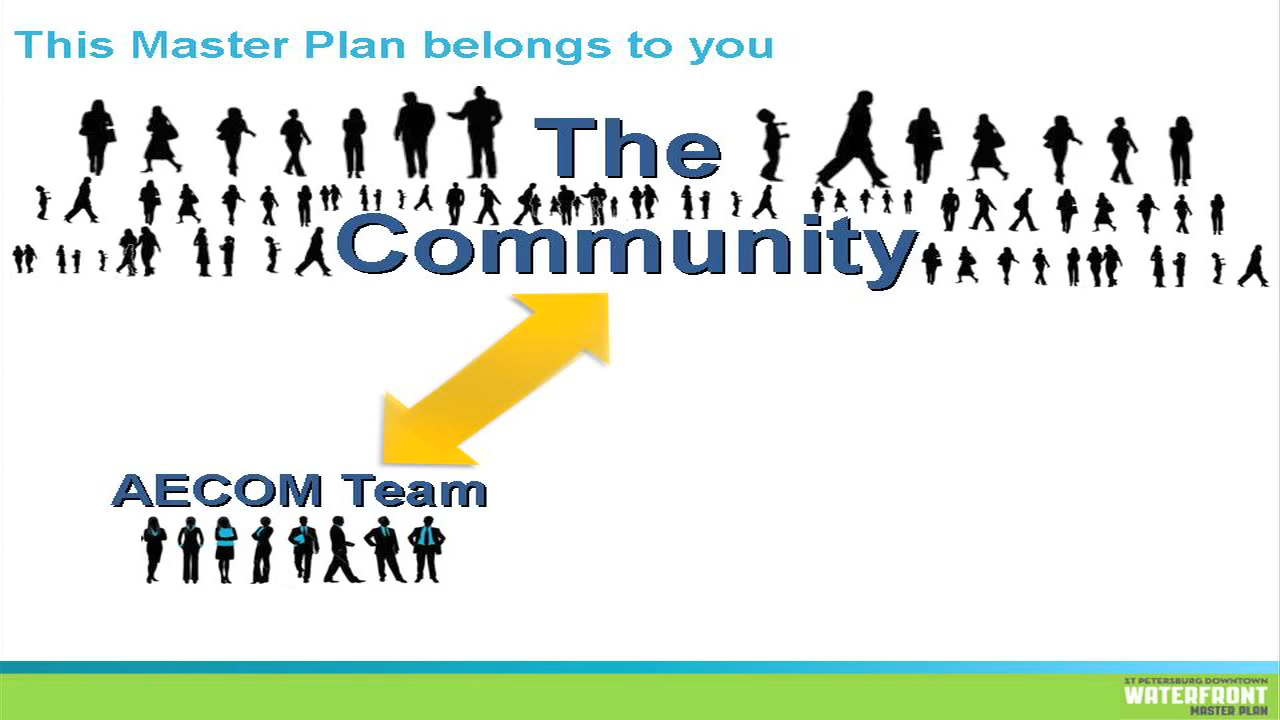 This Master Plan belongs to you
The
Community
AECOM Team
ST PETERSBURG DOWNTOWN
WATERFRONT
MASTER PLAN